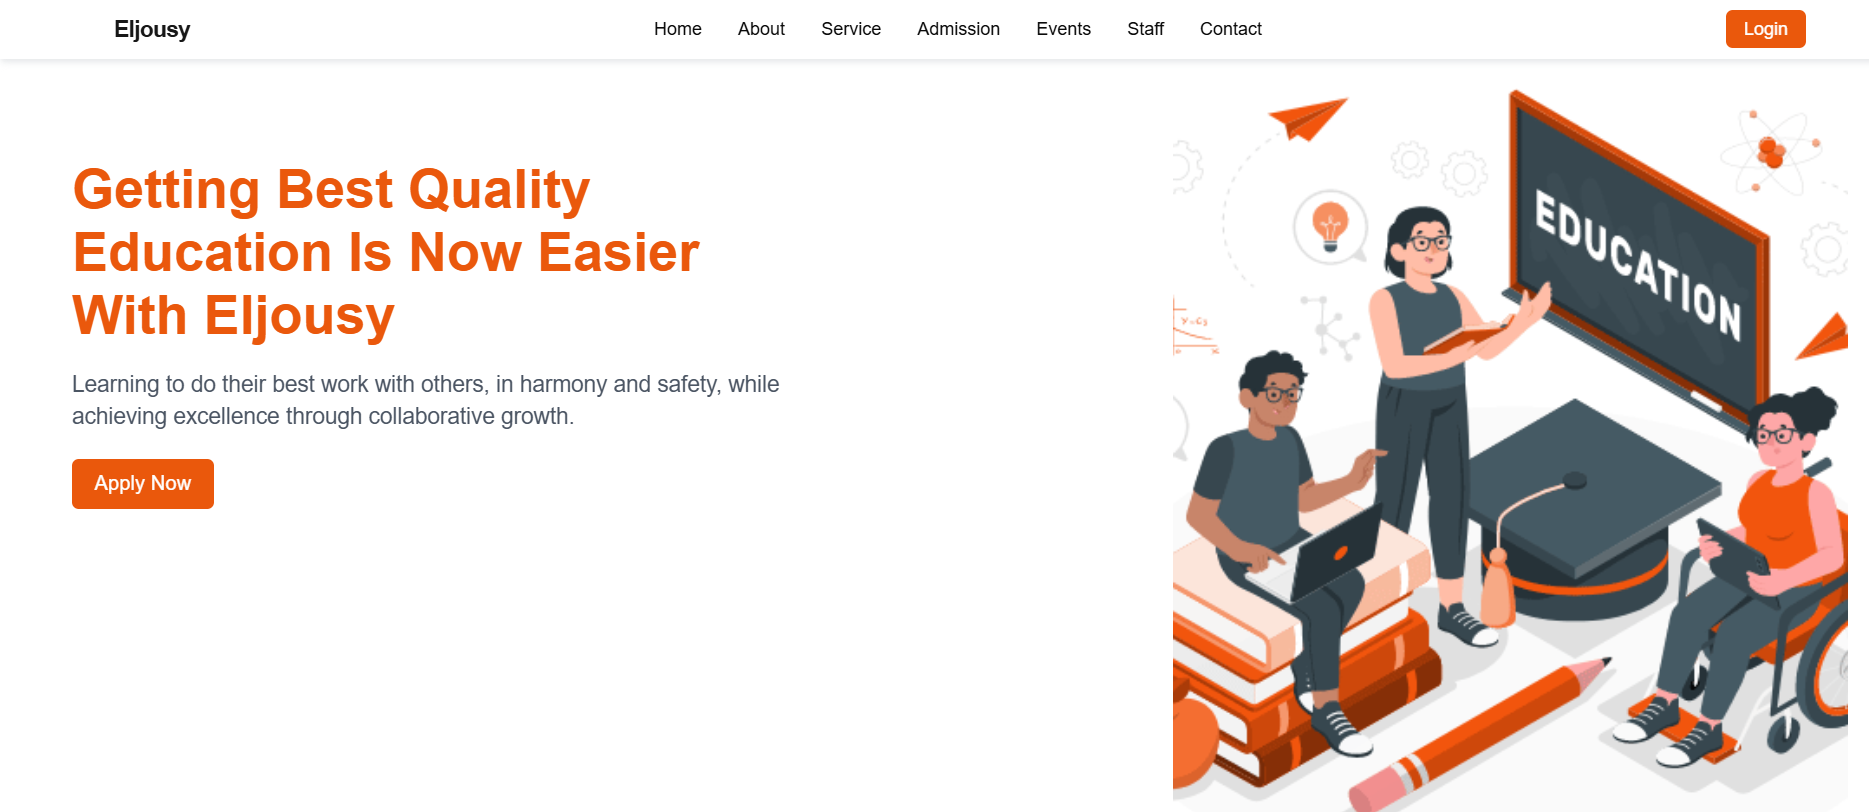 Eljousy
Home About Service Admission Events Staff Contact
Login
Getting Best Quality
Education Is Now Easier
With Eljousy
Learning to do their best work with others, in harmony and safety, while
achieving excellence through collaborative growth.
Apply Now
EDUCATION